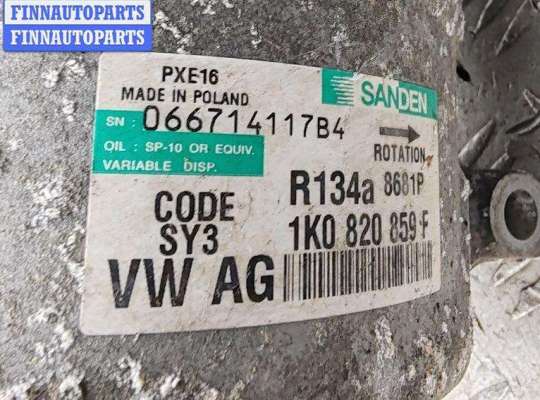 FINNAUTOPARTS
FINNAUTOPARTS
PXE16
MADE IN POLAND
SANDEN
SN : 066714117B4
OIL : SP-10 OR EQUIV.
VARIABLE DISP.
ROTATION
CODE
SY3
R134a 8681P
1K0 820 859 F
VW AG